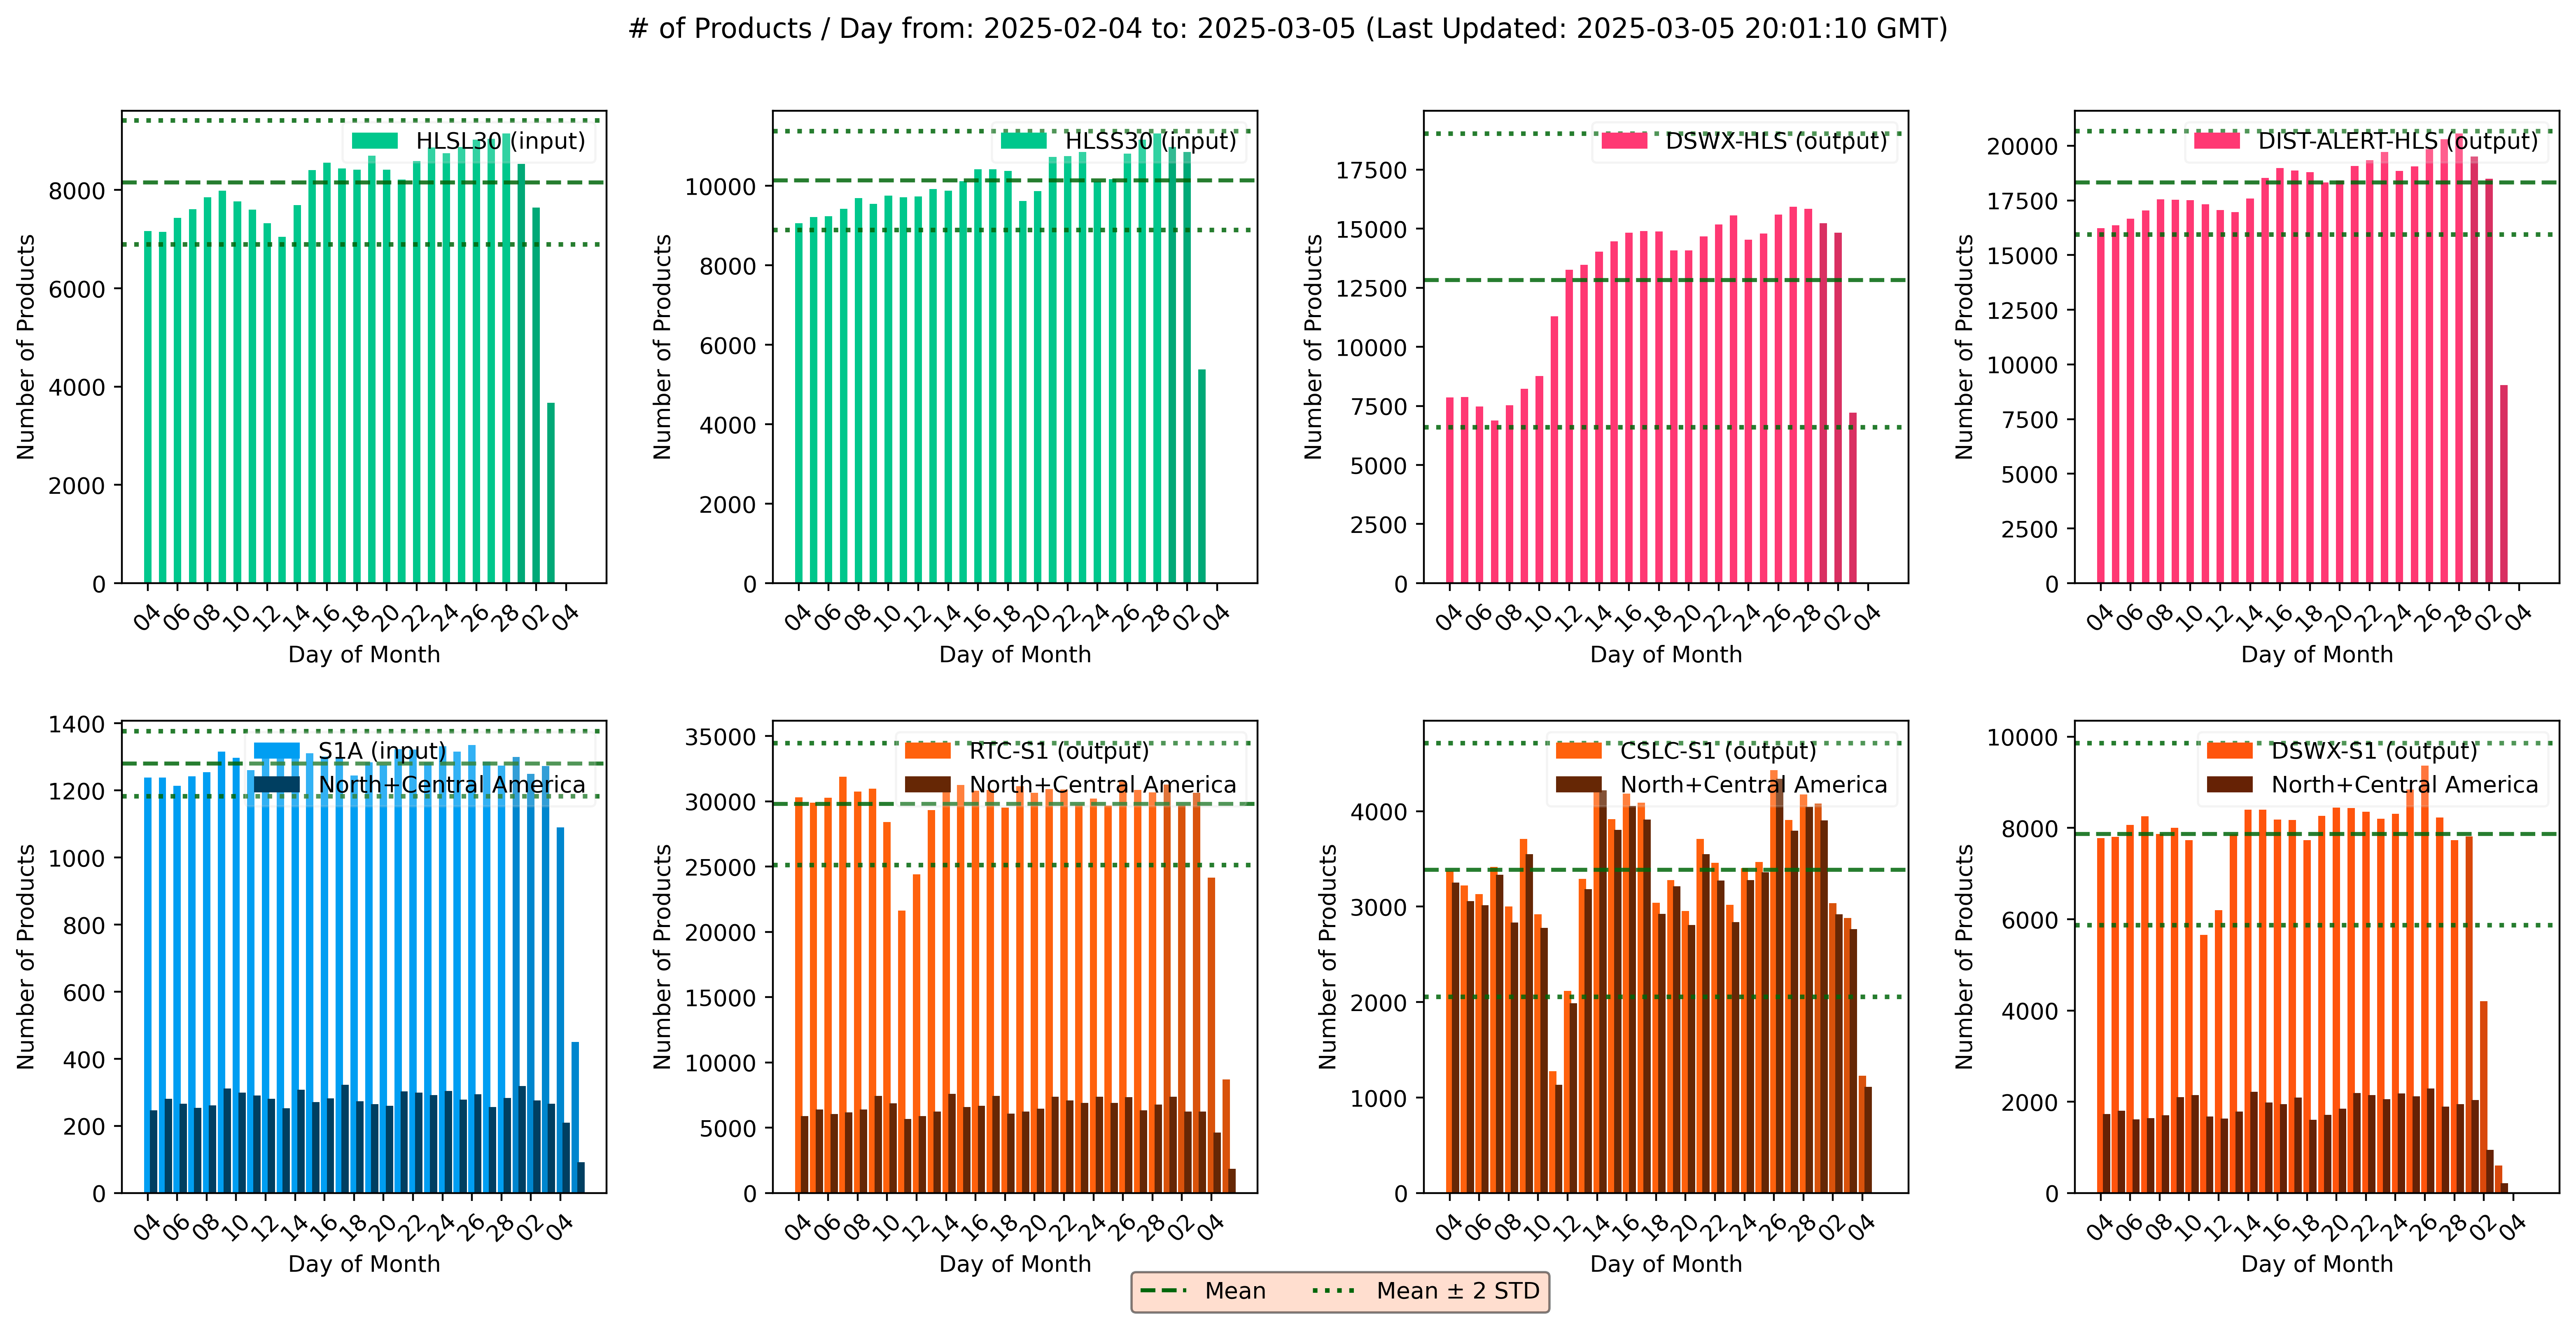 # of Products / Day from: 2025-02-04 to: 2025-03-05 (Last Updated: 2025-03-05 20:01:10 GMT)
HLSL30 (input)
8000
6000
4000
2000
0
Number of Products
04 06 08 10 12 14 16 18 20 22 24 26 28 02 04
Day of Month
HLSS30 (input)
10000
8000
6000
4000
2000
0
Number of Products
04 06 08 10 12 14 16 18 20 22 24 26 28 02 04
Day of Month
DSWX-HLS (output)
17500
15000
12500
10000
7500
5000
2500
0
Number of Products
04 06 08 10 12 14 16 18 20 22 24 26 28 02 04
Day of Month
DIST-ALERT-HLS (output)
20000
17500
15000
12500
10000
7500
5000
2500
0
Number of Products
04 06 08 10 12 14 16 18 20 22 24 26 28 02 04
Day of Month
S1A (input)
North+Central America
1400
1200
1000
800
600
400
200
0
Number of Products
04 06 08 10 12 14 16 18 20 22 24 26 28 02 04
Day of Month
RTC-S1 (output)
North+Central America
35000
30000
25000
20000
15000
10000
5000
0
Number of Products
04 06 08 10 12 14 16 18 20 22 24 26 28 02 04
Day of Month
CSLC-S1 (output)
North+Central America
4000
3000
2000
1000
0
Number of Products
04 06 08 10 12 14 16 18 20 22 24 26 28 02 04
Day of Month
DSWX-S1 (output)
North+Central America
10000
8000
6000
4000
2000
0
Number of Products
04 06 08 10 12 14 16 18 20 22 24 26 28 02 04
Day of Month
Mean
Mean ± 2 STD